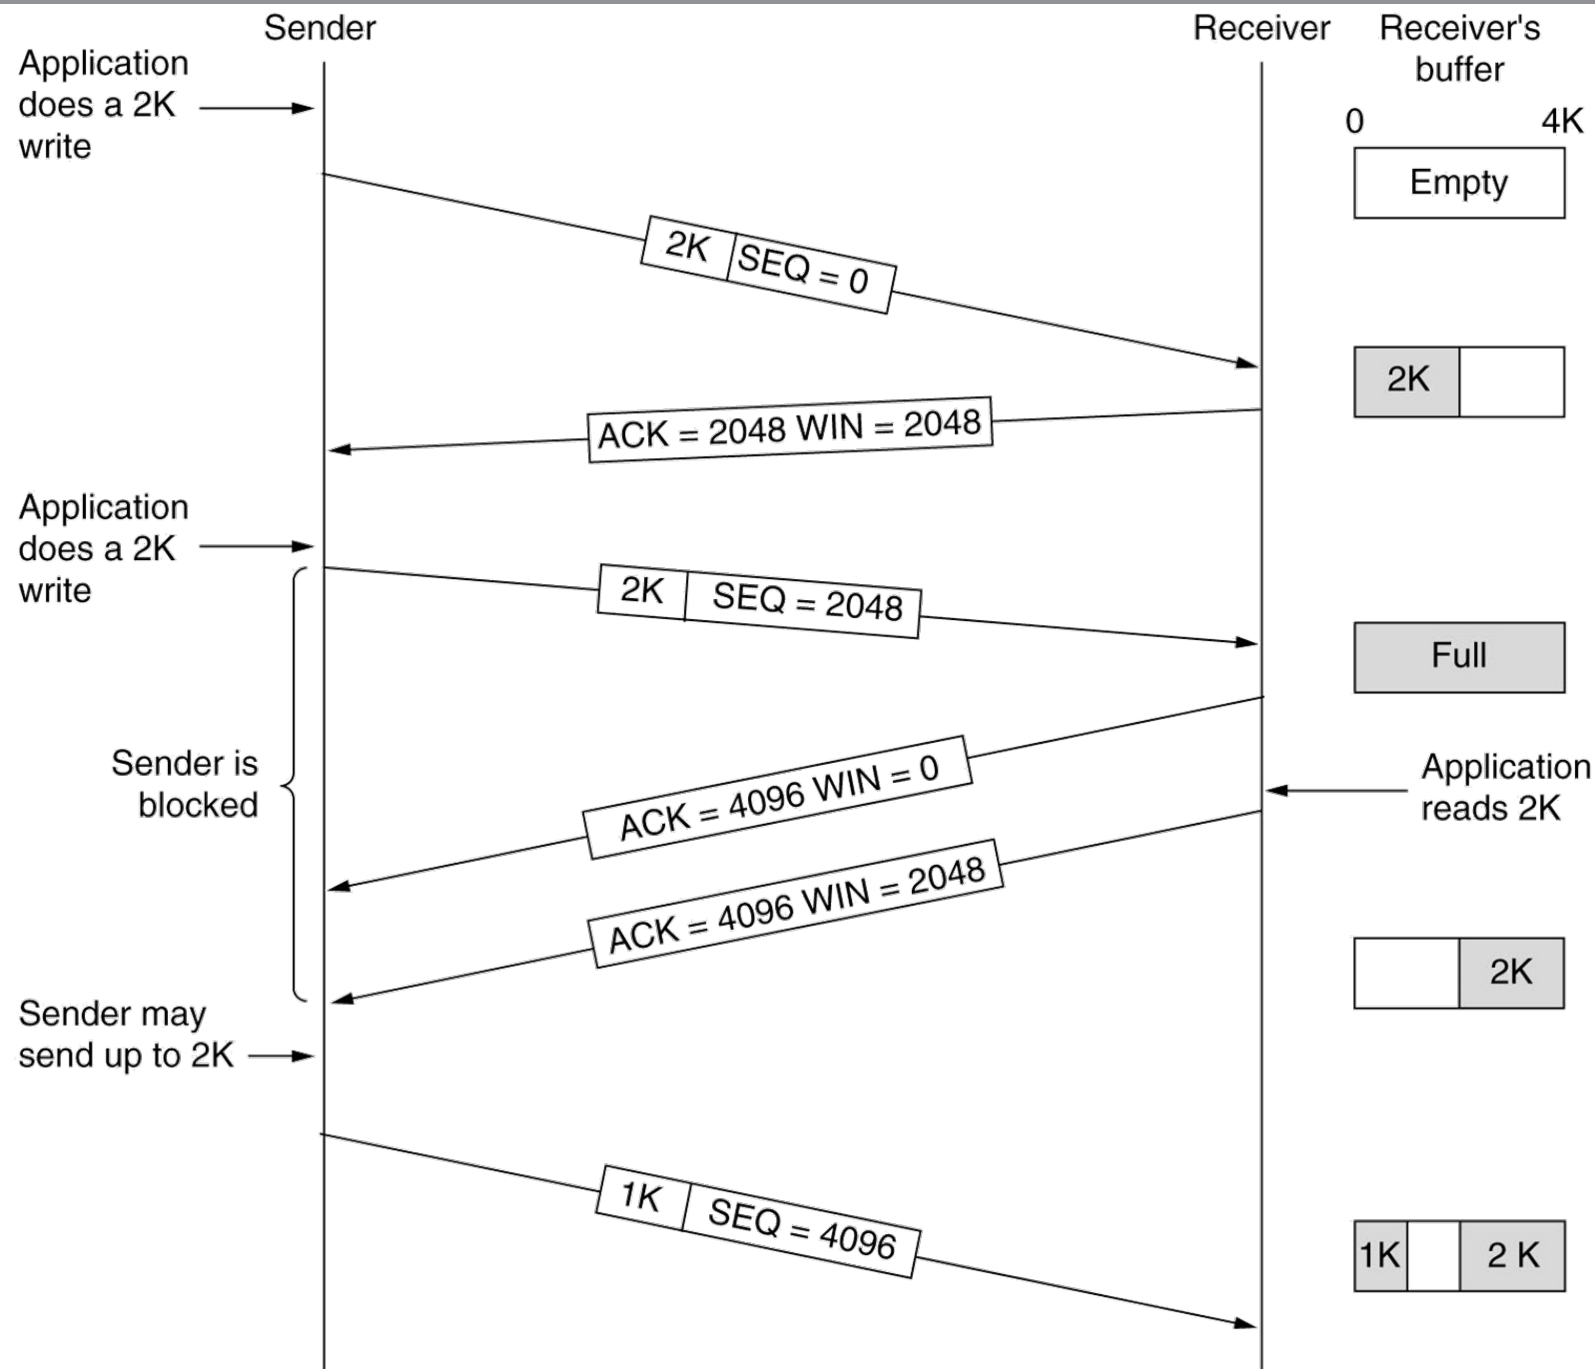 Sender
Receiver
Receiver's
buffer
Application
does a 2K
write
0
4K
Empty
2K
SEQ = 0
2K
ACK = 2048 WIN = 2048
Application
does a 2K
write
2K
SEQ = 2048
Full
Sender is
blocked
ACK = 4096 WIN = 0
Application
reads 2K
ACK = 4096 WIN = 2048
2K
Sender may
send up to 2K
1K
SEQ = 4096
1K
2 K